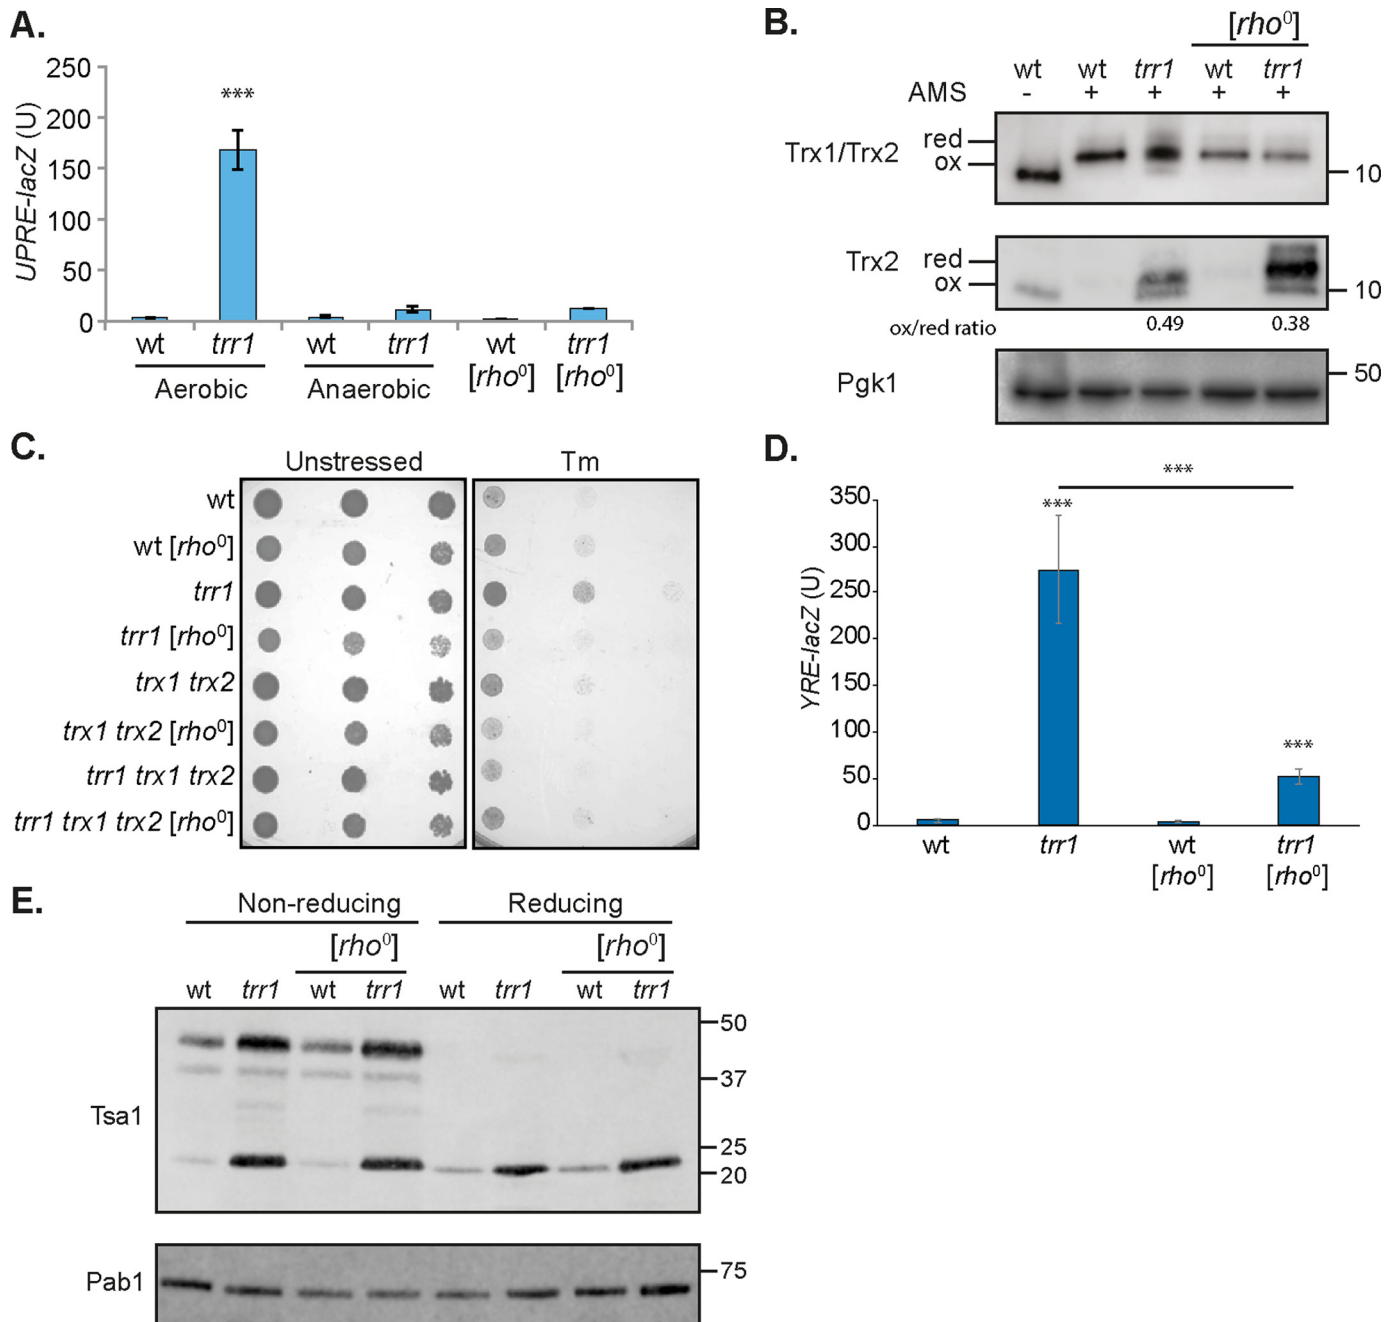 A.
UPRE-lacZ (U)
250
200
150
100
50
0
***
wt trr1 wt trr1 wt trr1
[rho⁰] [rho⁰]
Aerobic Anaerobic
B.
[rho⁰]
wt wt trr1 wt trr1
AMS - + + + +
Trx1/Trx2 red
ox
10
Trx2 red
ox
10
ox/red ratio 0.49 0.38
Pgk1
50
C.
Unstressed Tm
wt
wt [rho⁰]
trr1
trr1 [rho⁰]
trx1 trx2
trx1 trx2 [rho⁰]
trr1 trx1 trx2
trr1 trx1 trx2 [rho⁰]
D.
YRE-lacZ (U)
350
300
250
200
150
100
50
0
***
***
***
wt trr1 wt trr1
[rho⁰] [rho⁰]
E.
Non-reducing Reducing
[rho⁰] [rho⁰]
wt trr1 wt trr1 wt trr1 wt trr1
Tsa1
50
37
25
20
Pab1
75